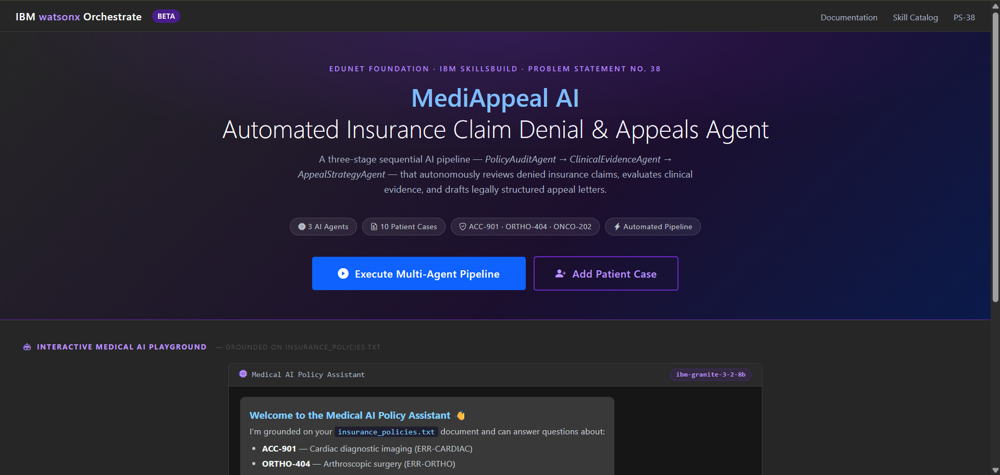 IBM watsonx Orchestrate BETA
Documentation Skill Catalog PS-38
EDUNET FOUNDATION · IBM SKILLSBUILD · PROBLEM STATEMENT NO. 38
MediAppeal AI
Automated Insurance Claim Denial & Appeals Agent
A three-stage sequential AI pipeline — PolicyAuditAgent → ClinicalEvidenceAgent →
AppealStrategyAgent — that autonomously reviews denied insurance claims, evaluates clinical
evidence, and drafts legally structured appeal letters.
3 AI Agents
10 Patient Cases
ACC-901 · ORTHO-404 · ONCO-202
Automated Pipeline
Execute Multi-Agent Pipeline
Add Patient Case
INTERACTIVE MEDICAL AI PLAYGROUND — GROUNDED ON INSURANCE_POLICIES.TXT
Medical AI Policy Assistant
ibm-granite-3-2-8b
Welcome to the Medical AI Policy Assistant 👋
I'm grounded on your insurance_policies.txt document and can answer questions about:
• ACC-901 — Cardiac diagnostic imaging (ERR-CARDIAC)
• ORTHO-404 — Arthroscopic surgery (ERR-ORTHO)